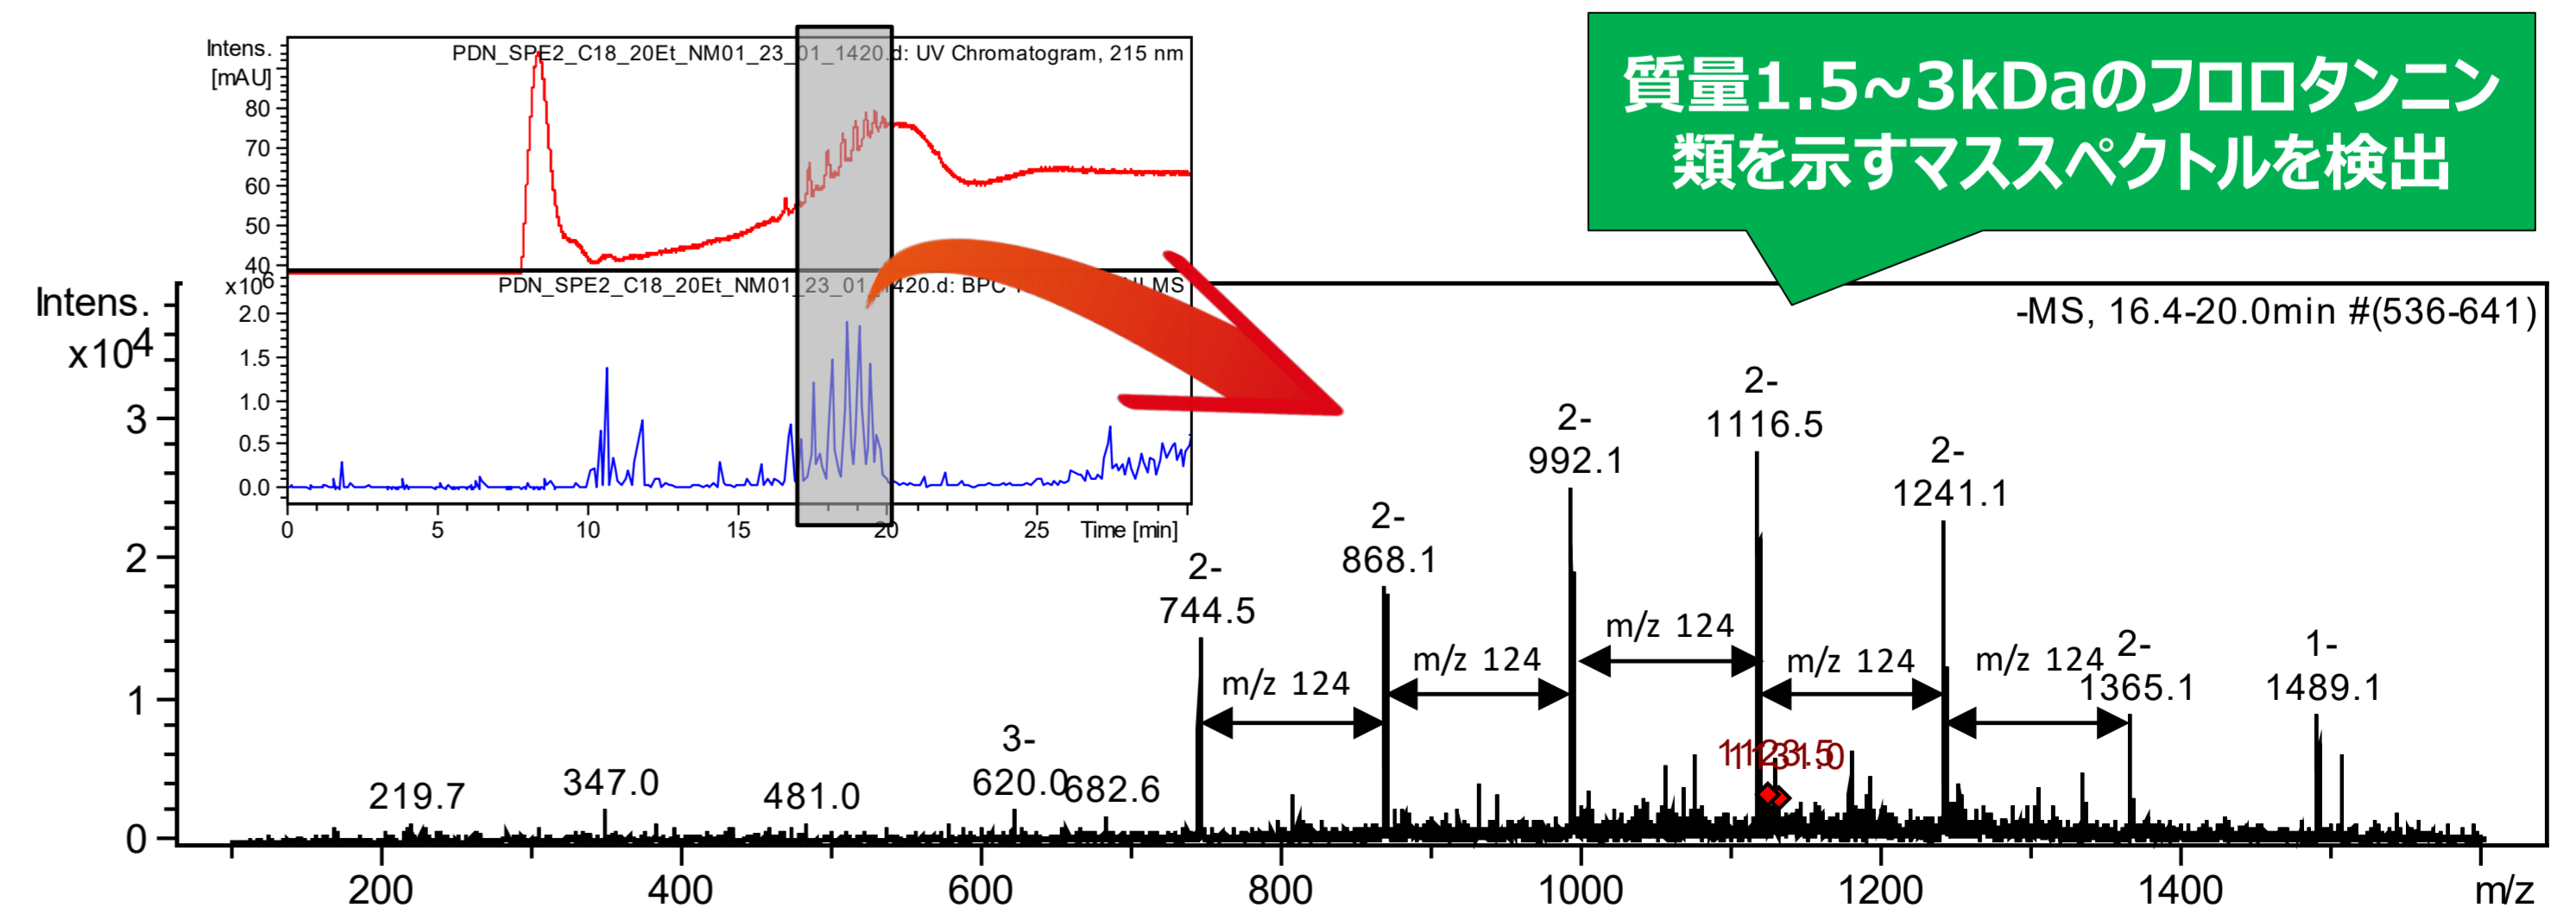 Intens.
[mAU]
PDN_SPE2_C18_20Et_NM01_23_01_1420.d: UV Chromatogram, 215 nm
80
70
60
50
40
x10⁶
PDN_SPE2_C18_20Et_NM01_23_01_1420.d: BPC MS
2.0
1.5
1.0
0.5
0.0
0 5 10 15 20 25 Time [min]
質量1.5~3kDaのフロロタンニン
類を示すマススペクトルを検出
Intens.
x10⁴
-MS, 16.4-20.0min #(536-641)
3
2
1
0
219.7
347.0
481.0
3-
620.0
682.6
2-
744.5
2-
868.1
2-
992.1
2-
1116.5
2-
1241.1
2-
1365.1
1-
1489.1
m/z 124
m/z 124
m/z 124
m/z 124
m/z 124
200 400 600 800 1000 1200 1400 m/z